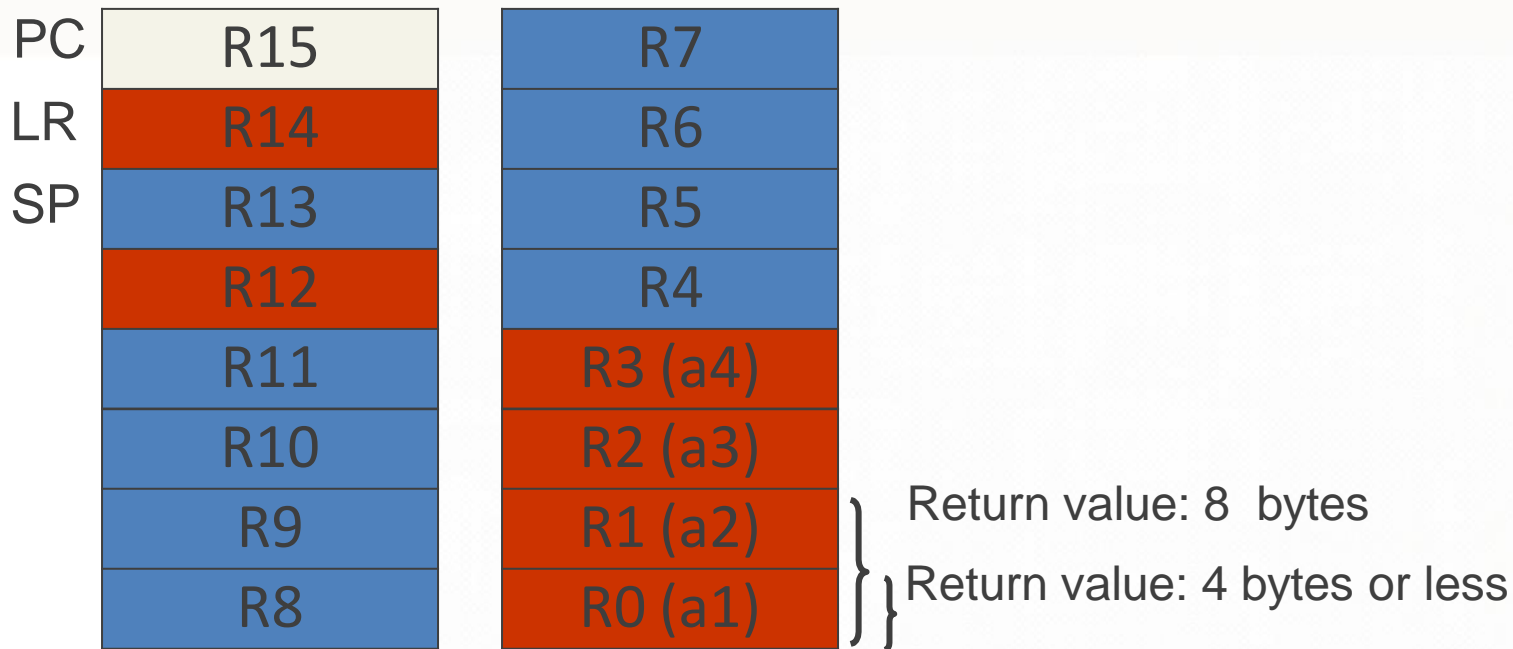 PC R15 R7
LR R14 R6
SP R13 R5
R12 R4
R11 R3 (a4)
R10 R2 (a3)
R9 R1 (a2) Return value: 8 bytes
R8 R0 (a1) Return value: 4 bytes or less